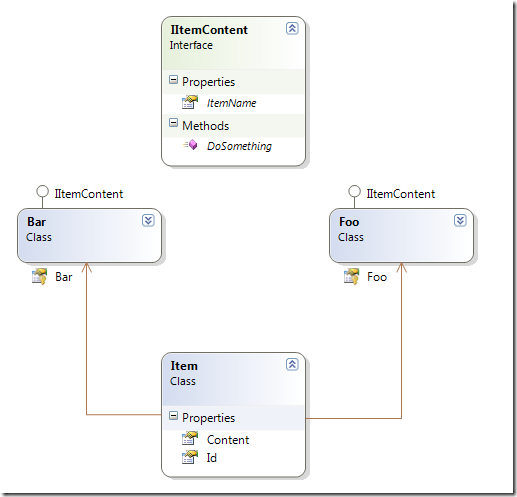 IItemContent
Interface
Properties
ItemName
Methods
DoSomething
IItemContent
Bar
Class
Bar
IItemContent
Foo
Class
Foo
Item
Class
Properties
Content
Id